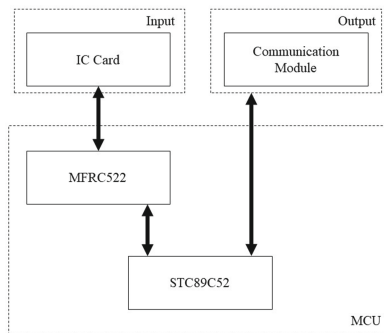 Input
Output
IC Card
Communication
Module
MFRC522
STC89C52
MCU